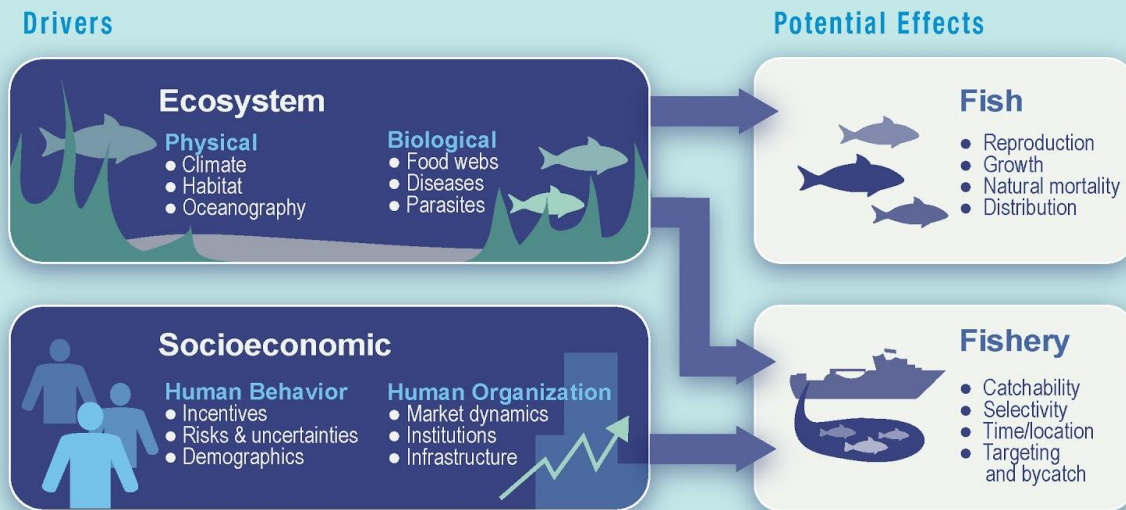 Drivers
Potential Effects
Ecosystem
Physical
● Climate
● Habitat
● Oceanography
Biological
● Food webs
● Diseases
● Parasites
Fish
● Reproduction
● Growth
● Natural mortality
● Distribution
Socioeconomic
Human Behavior
● Incentives
● Risks & uncertainties
● Demographics
Human Organization
● Market dynamics
● Institutions
● Infrastructure
Fishery
● Catchability
● Selectivity
● Time/location
● Targeting
and bycatch